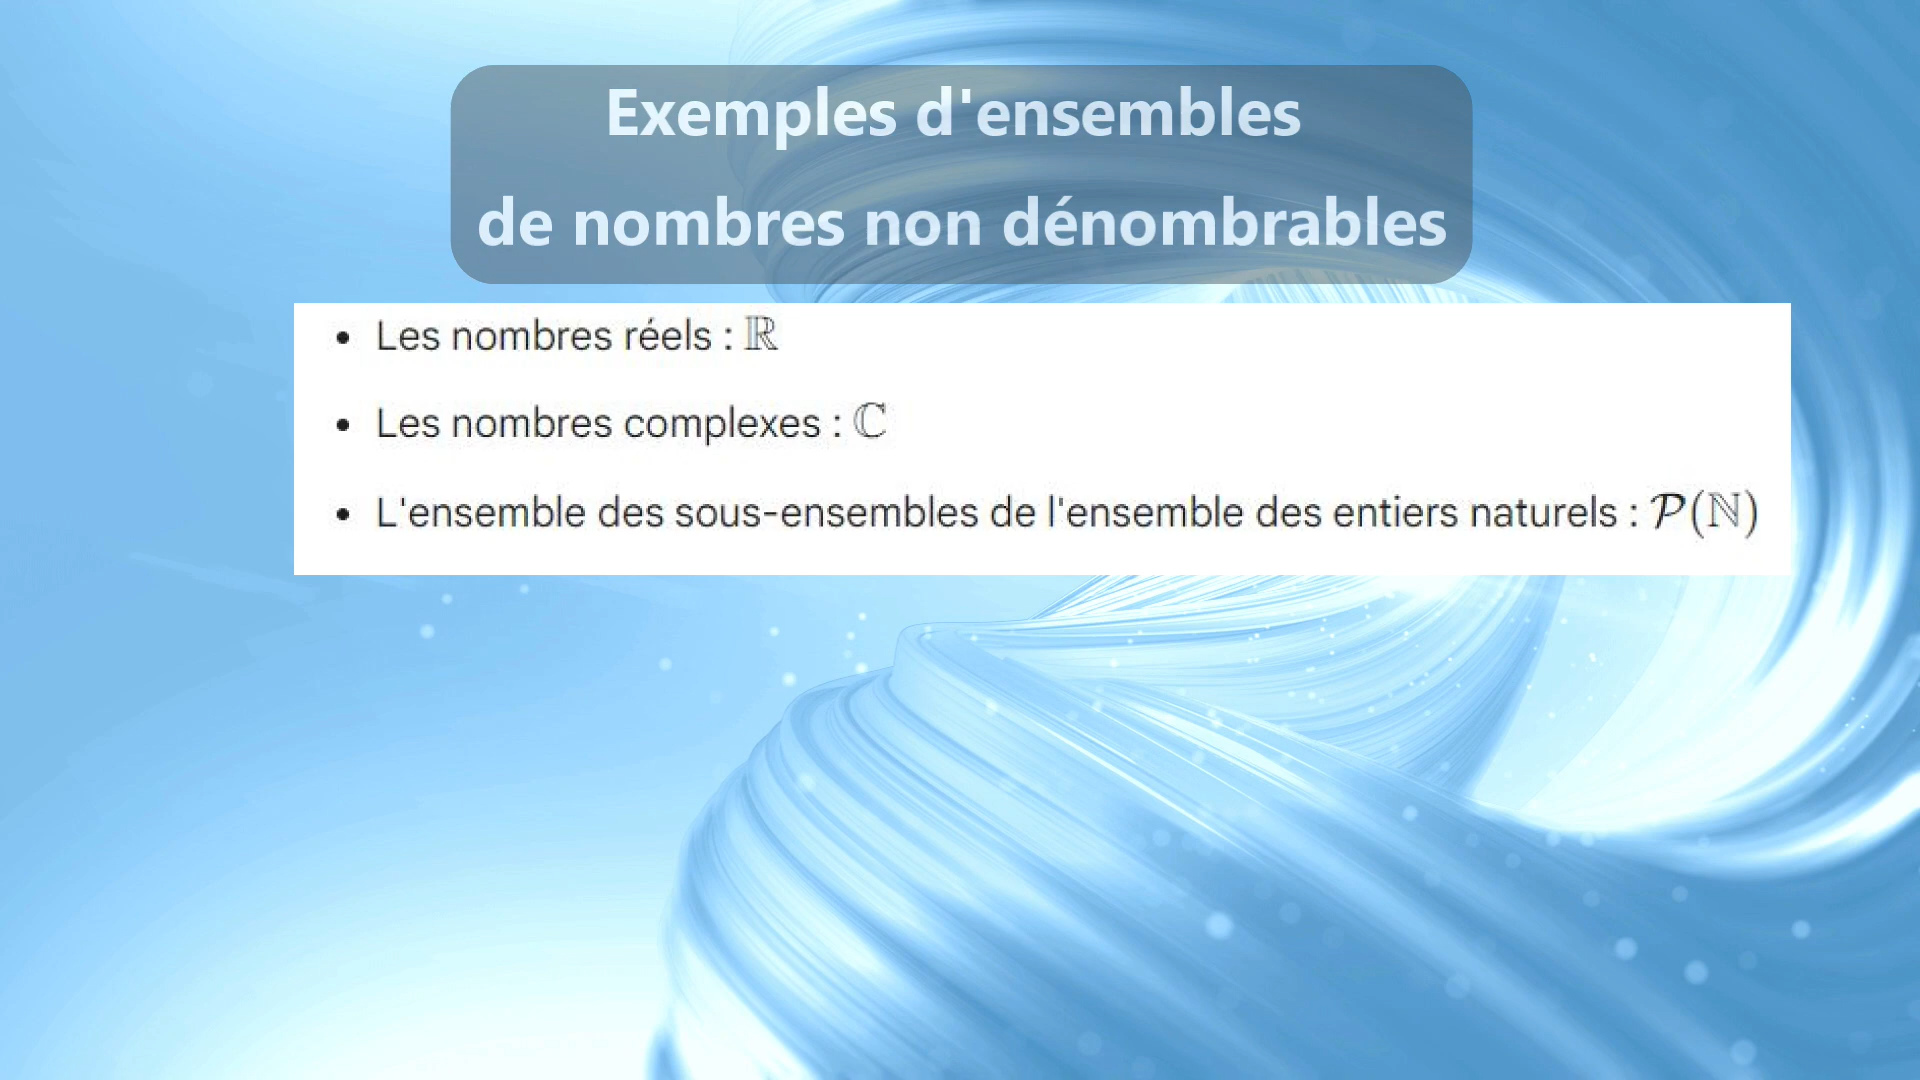 Exemples d'ensembles
de nombres non dénombrables
• Les nombres réels : ℝ
• Les nombres complexes : ℂ
• L'ensemble des sous-ensembles de l'ensemble des entiers naturels : 𝒫(ℕ)